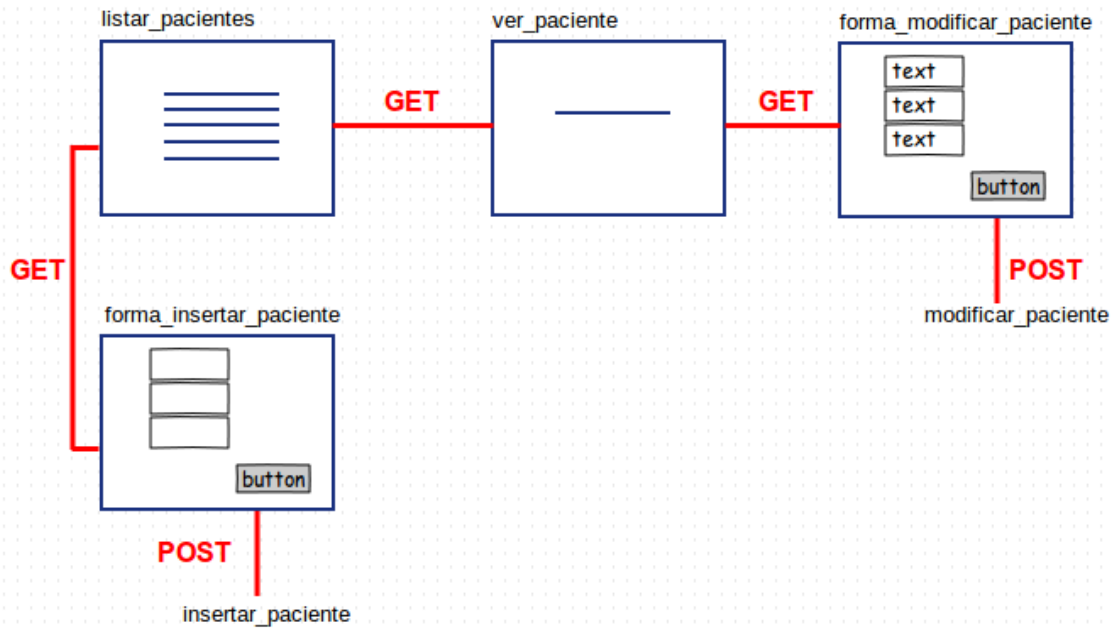 listar_pacientes
ver_paciente
forma_modificar_paciente
text
text
text
button
GET
GET
GET
POST
modificar_paciente
forma_insertar_paciente
button
POST
insertar_paciente